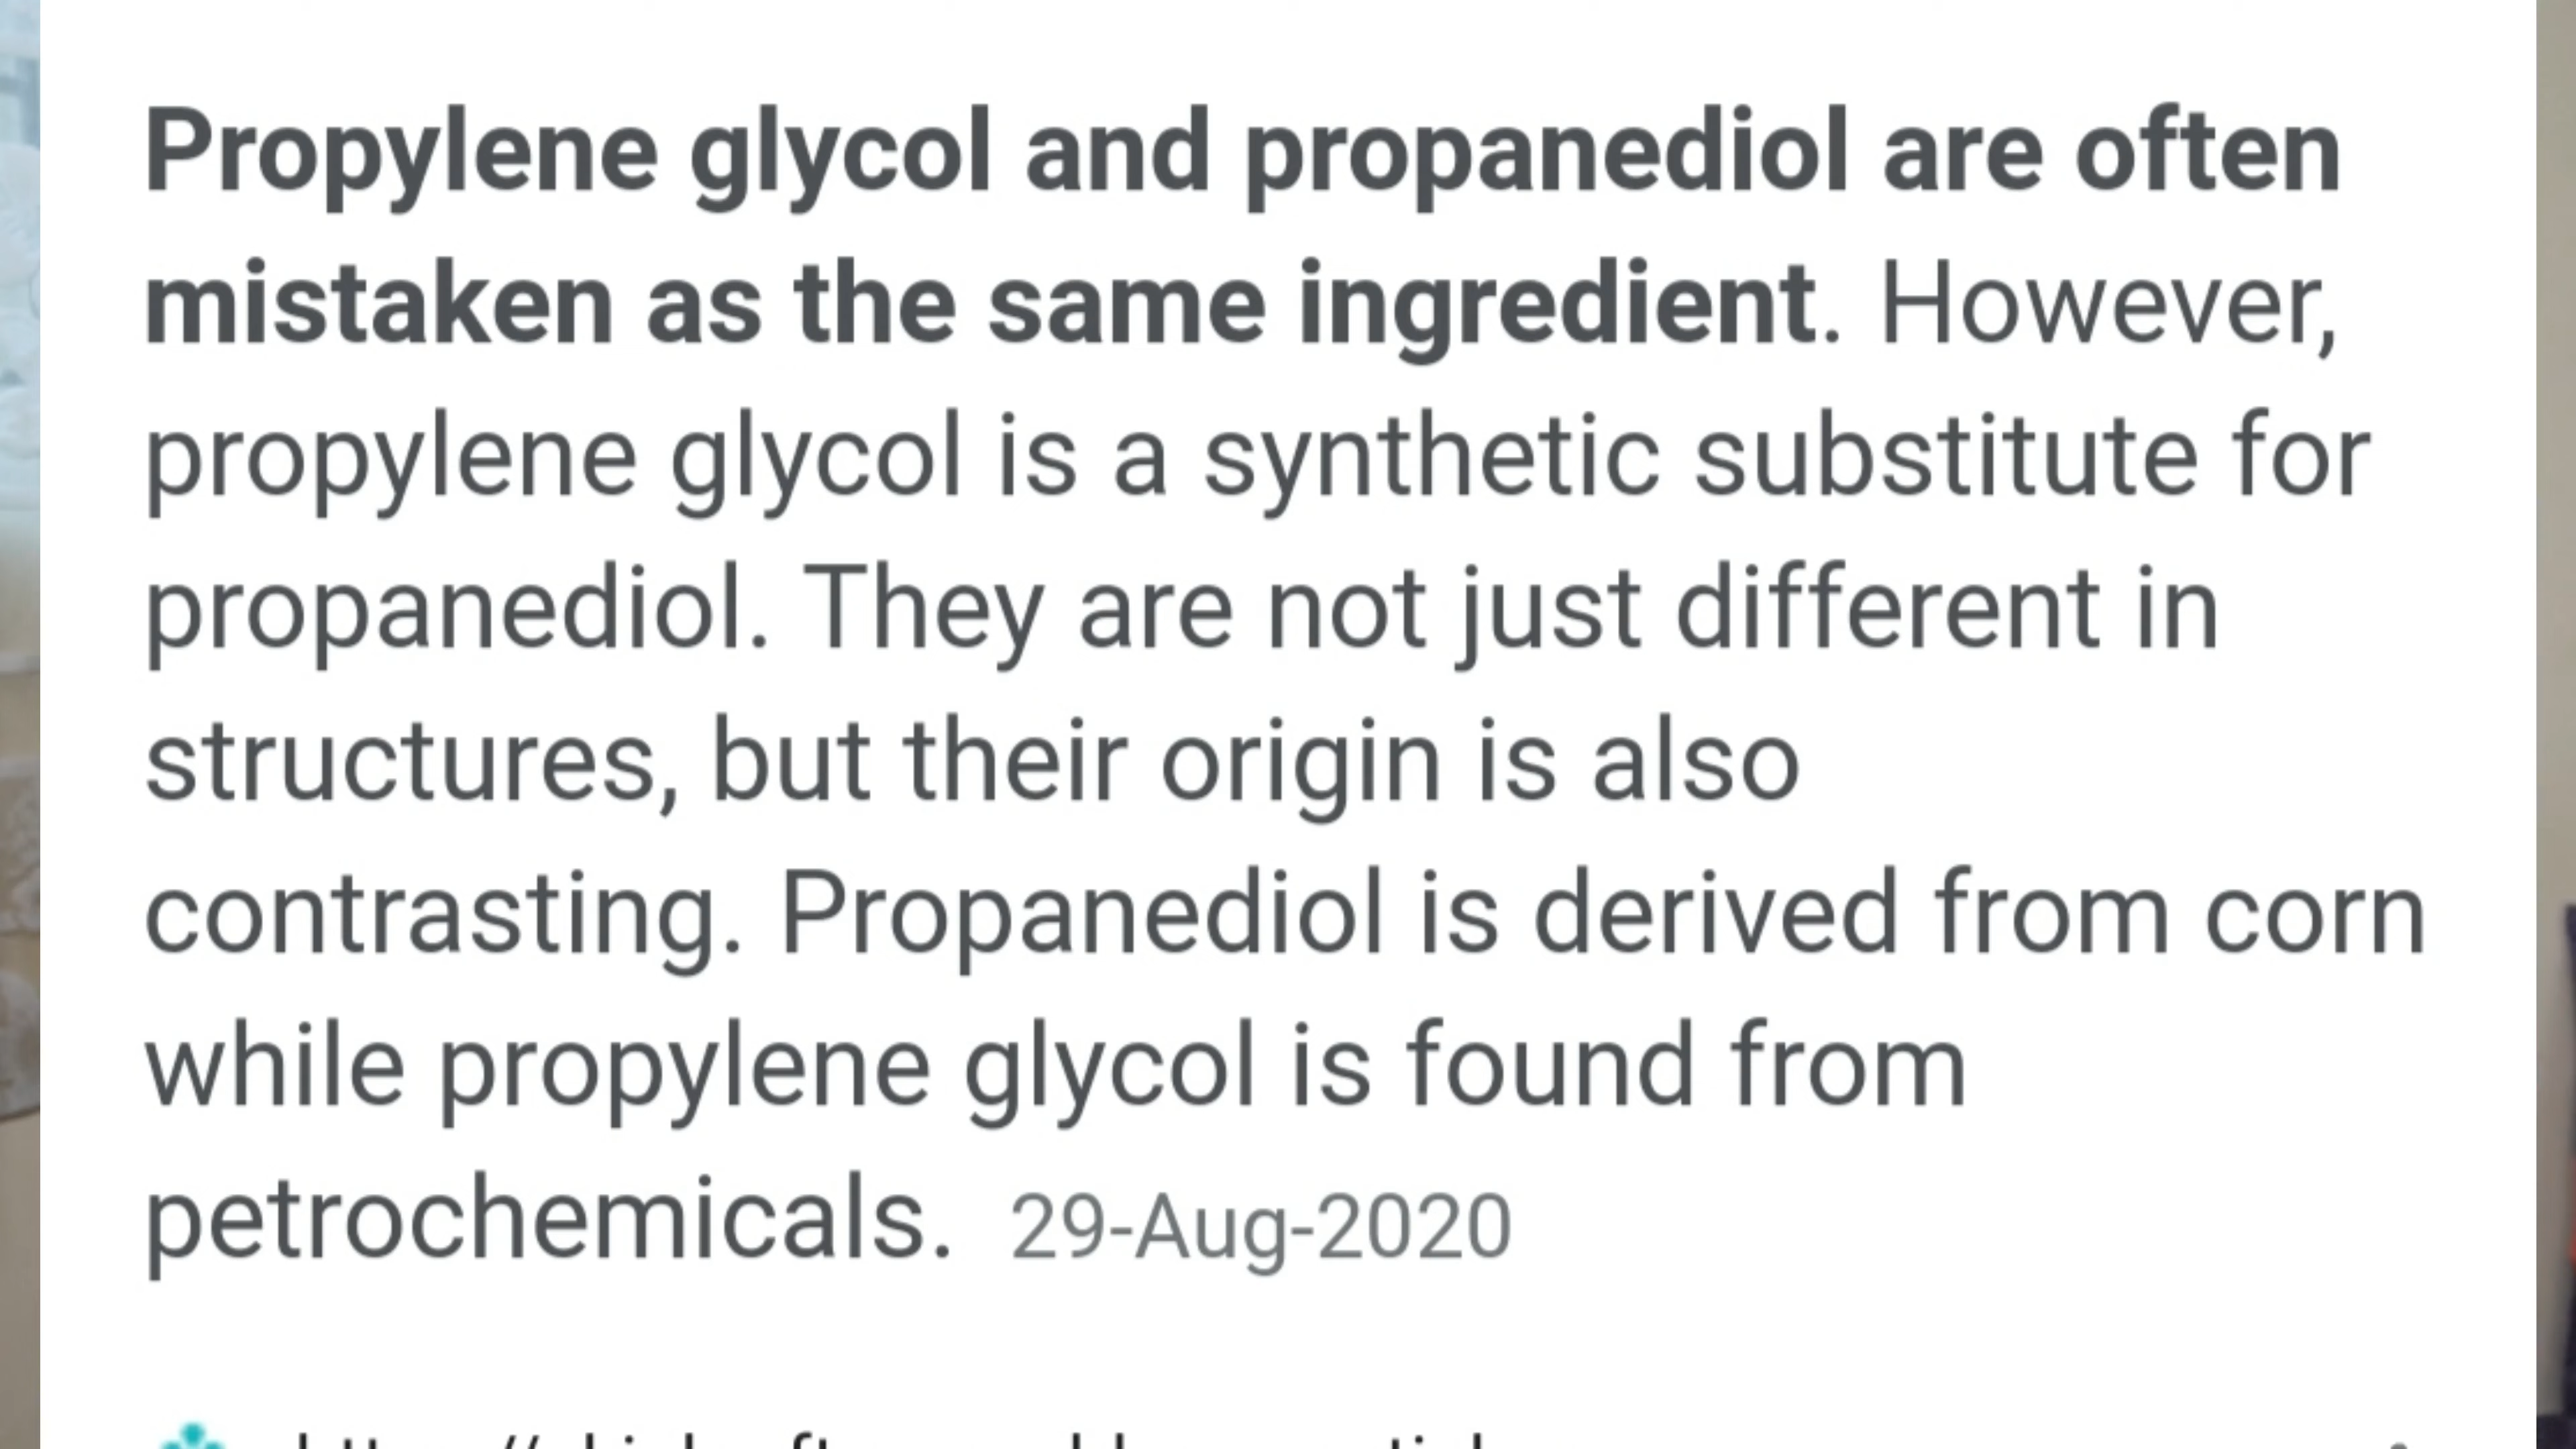 Propylene glycol and propanediol are often
mistaken as the same ingredient. However,
propylene glycol is a synthetic substitute for
propanediol. They are not just different in
structures, but their origin is also
contrasting. Propanediol is derived from corn
while propylene glycol is found from
petrochemicals. 29-Aug-2020